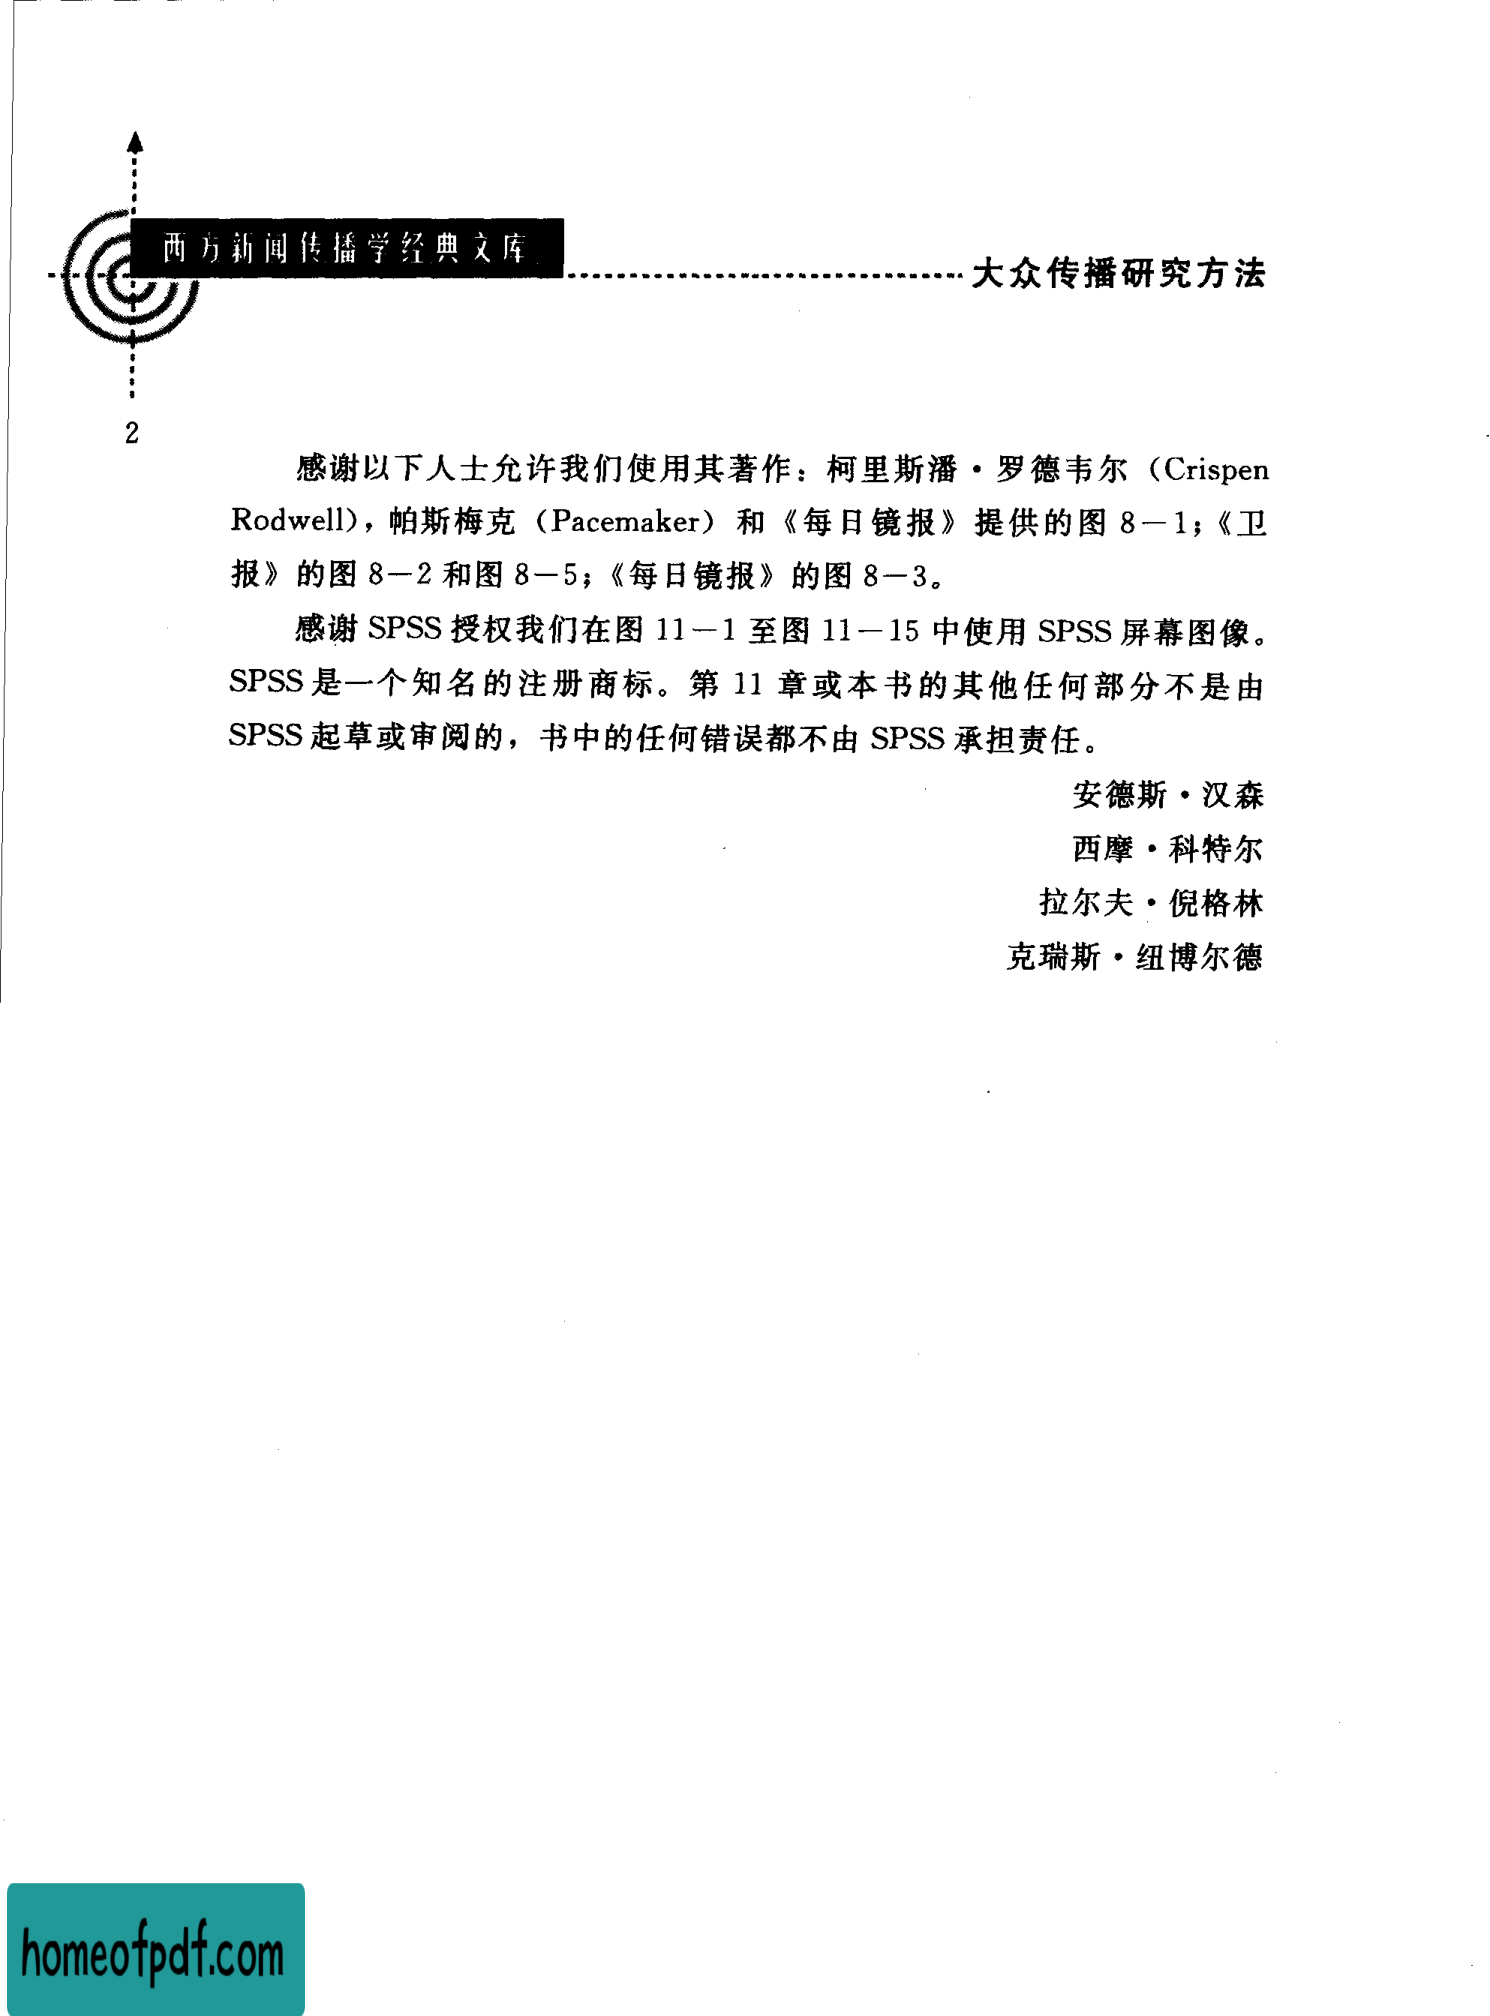 西方新闻传播学经典文库
大众传播研究方法
2
感谢以下人士允许我们使用其著作：柯里斯潘·罗德韦尔（Crispen
Rodwell），帕斯梅克（Pacemaker）和《每日镜报》提供的图 8－1；《卫
报》的图 8－2 和图 8－5；《每日镜报》的图 8－3。
感谢 SPSS 授权我们在图 11－1 至图 11－15 中使用 SPSS 屏幕图像。
SPSS 是一个知名的注册商标。第 11 章或本书的其他任何部分不是由
SPSS 起草或审阅的，书中的任何错误都不由 SPSS 承担责任。
安德斯·汉森
西摩·科特尔
拉尔夫·倪格林
克瑞斯·纽博尔德
homeofpdf.com